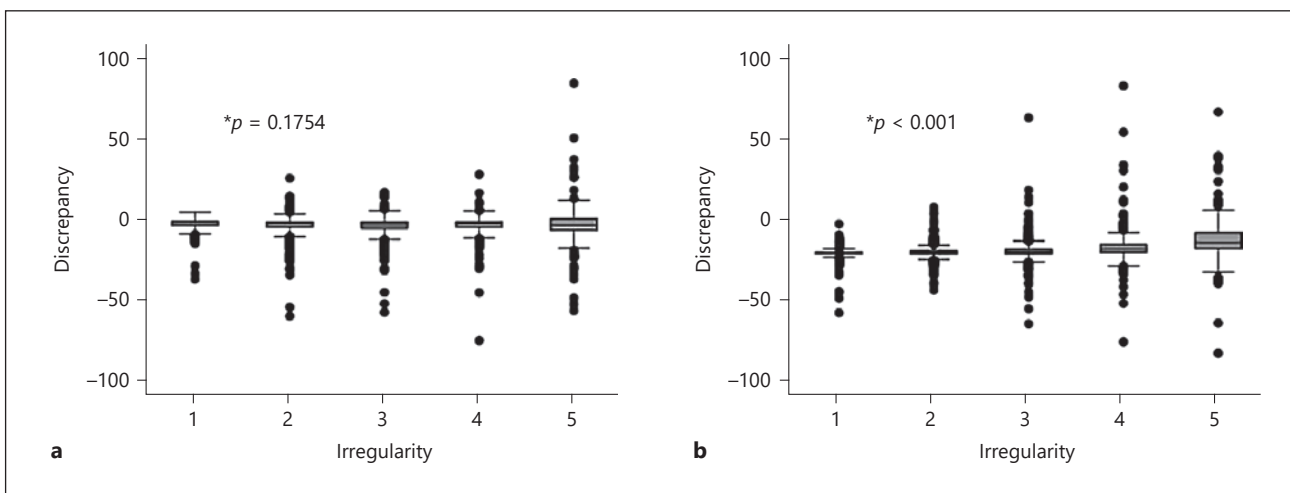 100
50
0
–50
–100
Discrepancy
*p = 0.1754
1 2 3 4 5
Irregularity
a
100
50
0
–50
–100
Discrepancy
*p < 0.001
1 2 3 4 5
Irregularity
b